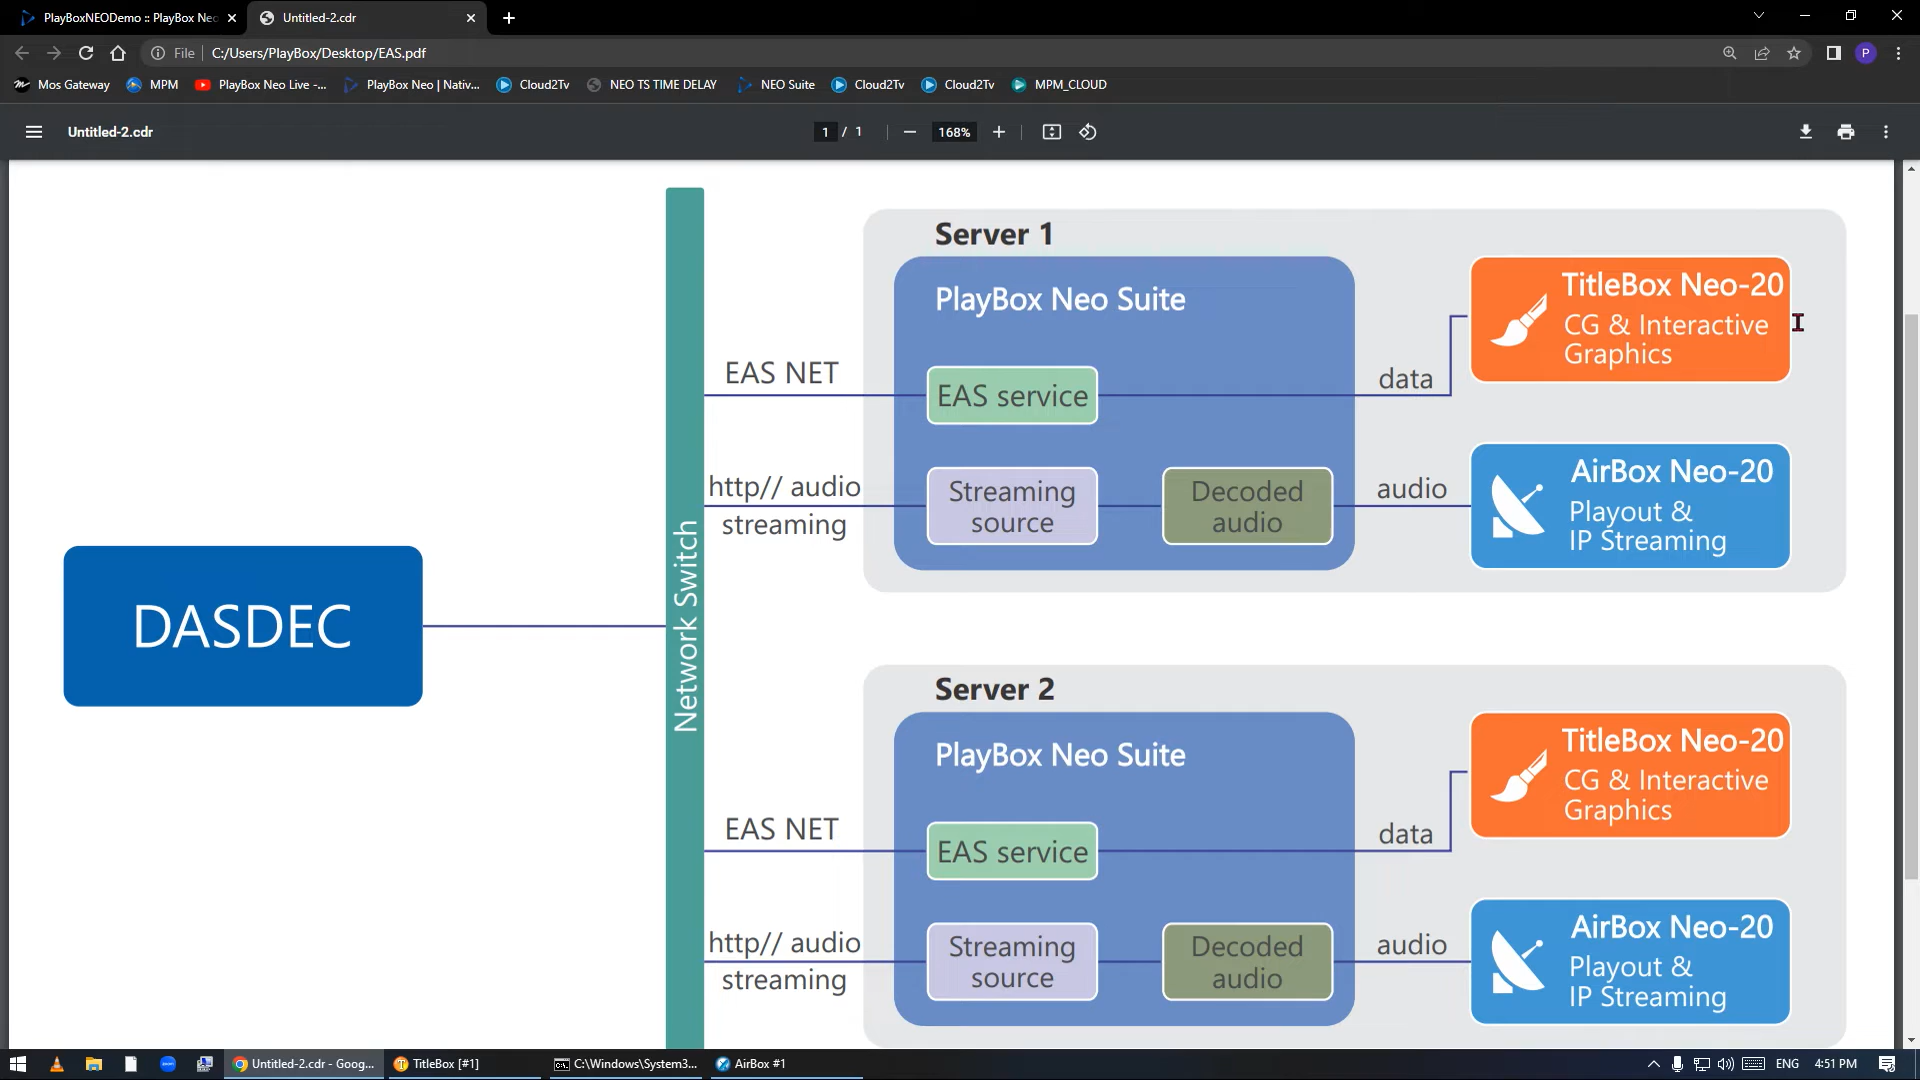 PlayBoxNEODemo :: PlayBox Neo
Untitled-2.cdr
File
C:/Users/PlayBox/Desktop/EAS.pdf
P
Mos Gateway
MPM
PlayBox Neo Live -...
PlayBox Neo | Nativ...
Cloud2Tv
NEO TS TIME DELAY
NEO Suite
Cloud2Tv
Cloud2Tv
MPM_CLOUD
Untitled-2.cdr
1 / 1
168%
Server 1
PlayBox Neo Suite
TitleBox Neo-20
CG & Interactive
Graphics
EAS NET
EAS service
data
http// audio
streaming
Streaming
source
Decoded
audio
audio
AirBox Neo-20
Playout &
IP Streaming
DASDEC
Network Switch
Server 2
PlayBox Neo Suite
TitleBox Neo-20
CG & Interactive
Graphics
EAS NET
EAS service
data
http// audio
streaming
Streaming
source
Decoded
audio
audio
AirBox Neo-20
Playout &
IP Streaming
Untitled-2.cdr - Goog...
TitleBox [#1]
C:\Windows\System3...
AirBox #1
ENG
4:51 PM